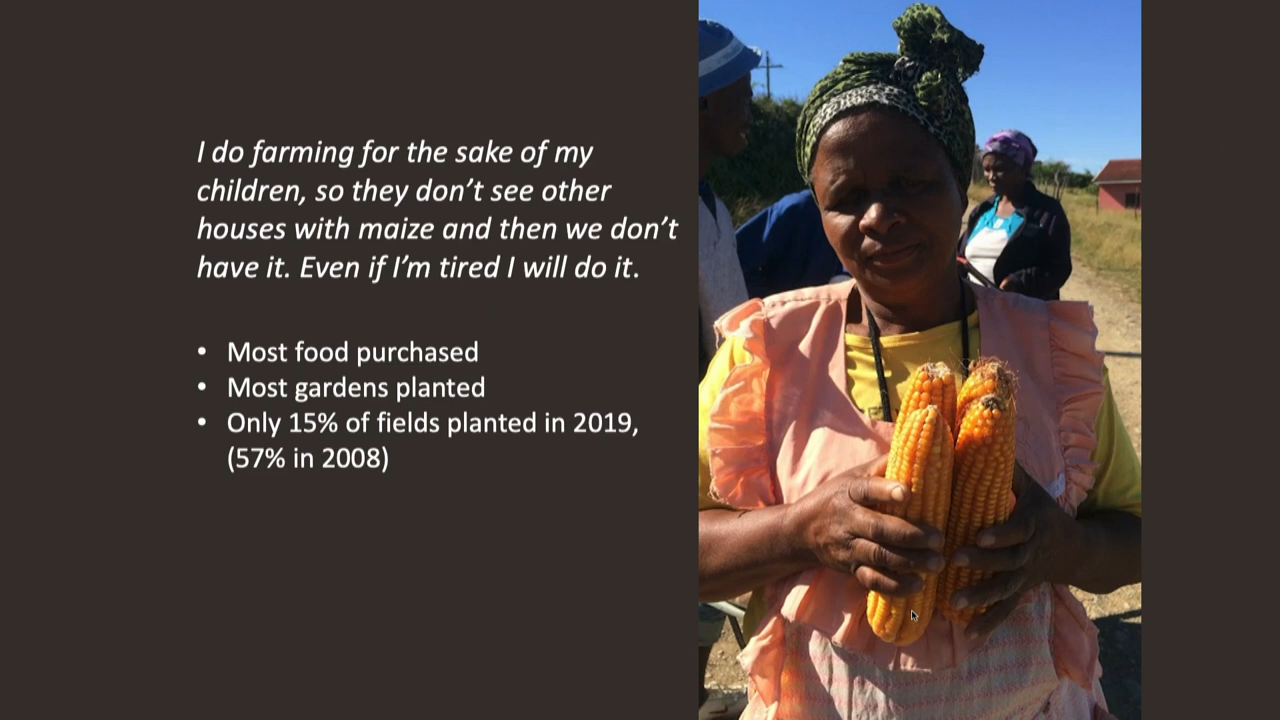 I do farming for the sake of my
children, so they don’t see other
houses with maize and then we don’t
have it. Even if I’m tired I will do it.
• Most food purchased
• Most gardens planted
• Only 15% of fields planted in 2019,
(57% in 2008)